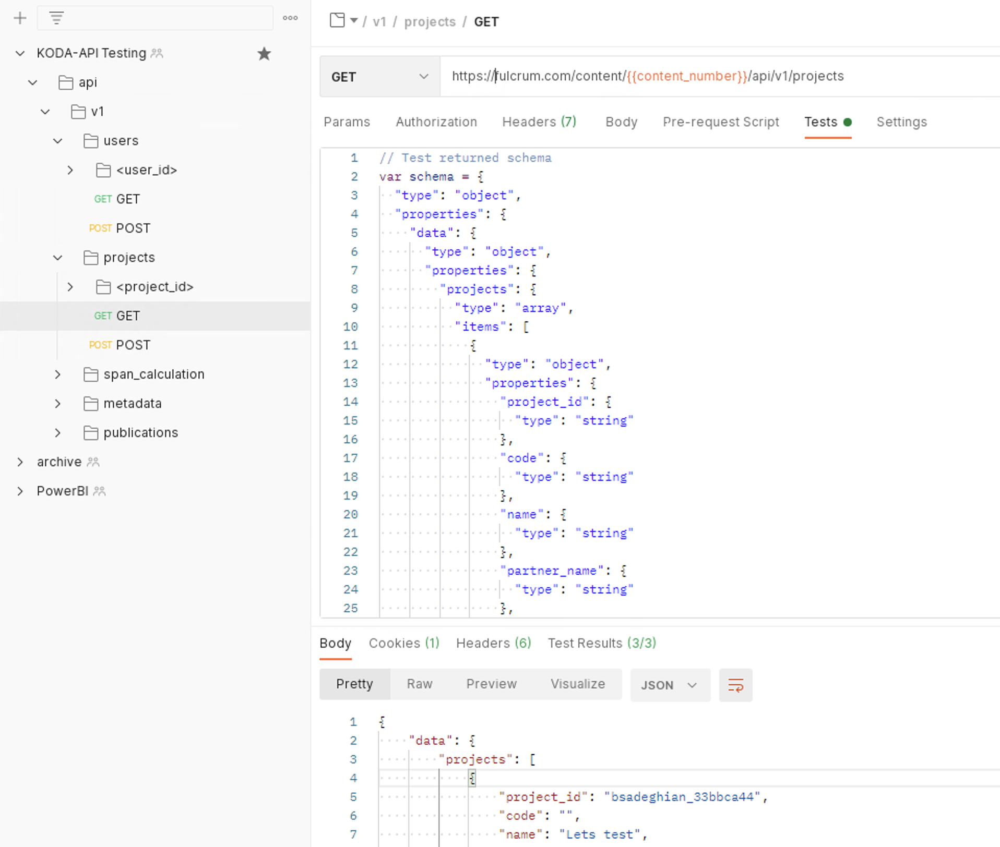 KODA-API Testing
api
v1
users
<user_id>
GET GET
POST POST
projects
<project_id>
GET GET
POST POST
span_calculation
metadata
publications
archive
PowerBI
/ v1 / projects / GET
GET https://fulcrum.com/content/{{content_number}}/api/v1/projects
Params Authorization Headers (7) Body Pre-request Script Tests Settings
1 // Test returned schema
2 var schema = {
3 "type": "object",
4 "properties": {
5 "data": {
6 "type": "object",
7 "properties": {
8 "projects": {
9 "type": "array",
10 "items": [
11 {
12 "type": "object",
13 "properties": {
14 "project_id": {
15 "type": "string"
16 },
17 "code": {
18 "type": "string"
19 },
20 "name": {
21 "type": "string"
22 },
23 "partner_name": {
24 "type": "string"
25 },
Body Cookies (1) Headers (6) Test Results (3/3)
Pretty Raw Preview Visualize JSON
1 {
2 "data": {
3 "projects": [
4 {
5 "project_id": "bsadeghian_33bbca44",
6 "code": "",
7 "name": "Lets test",